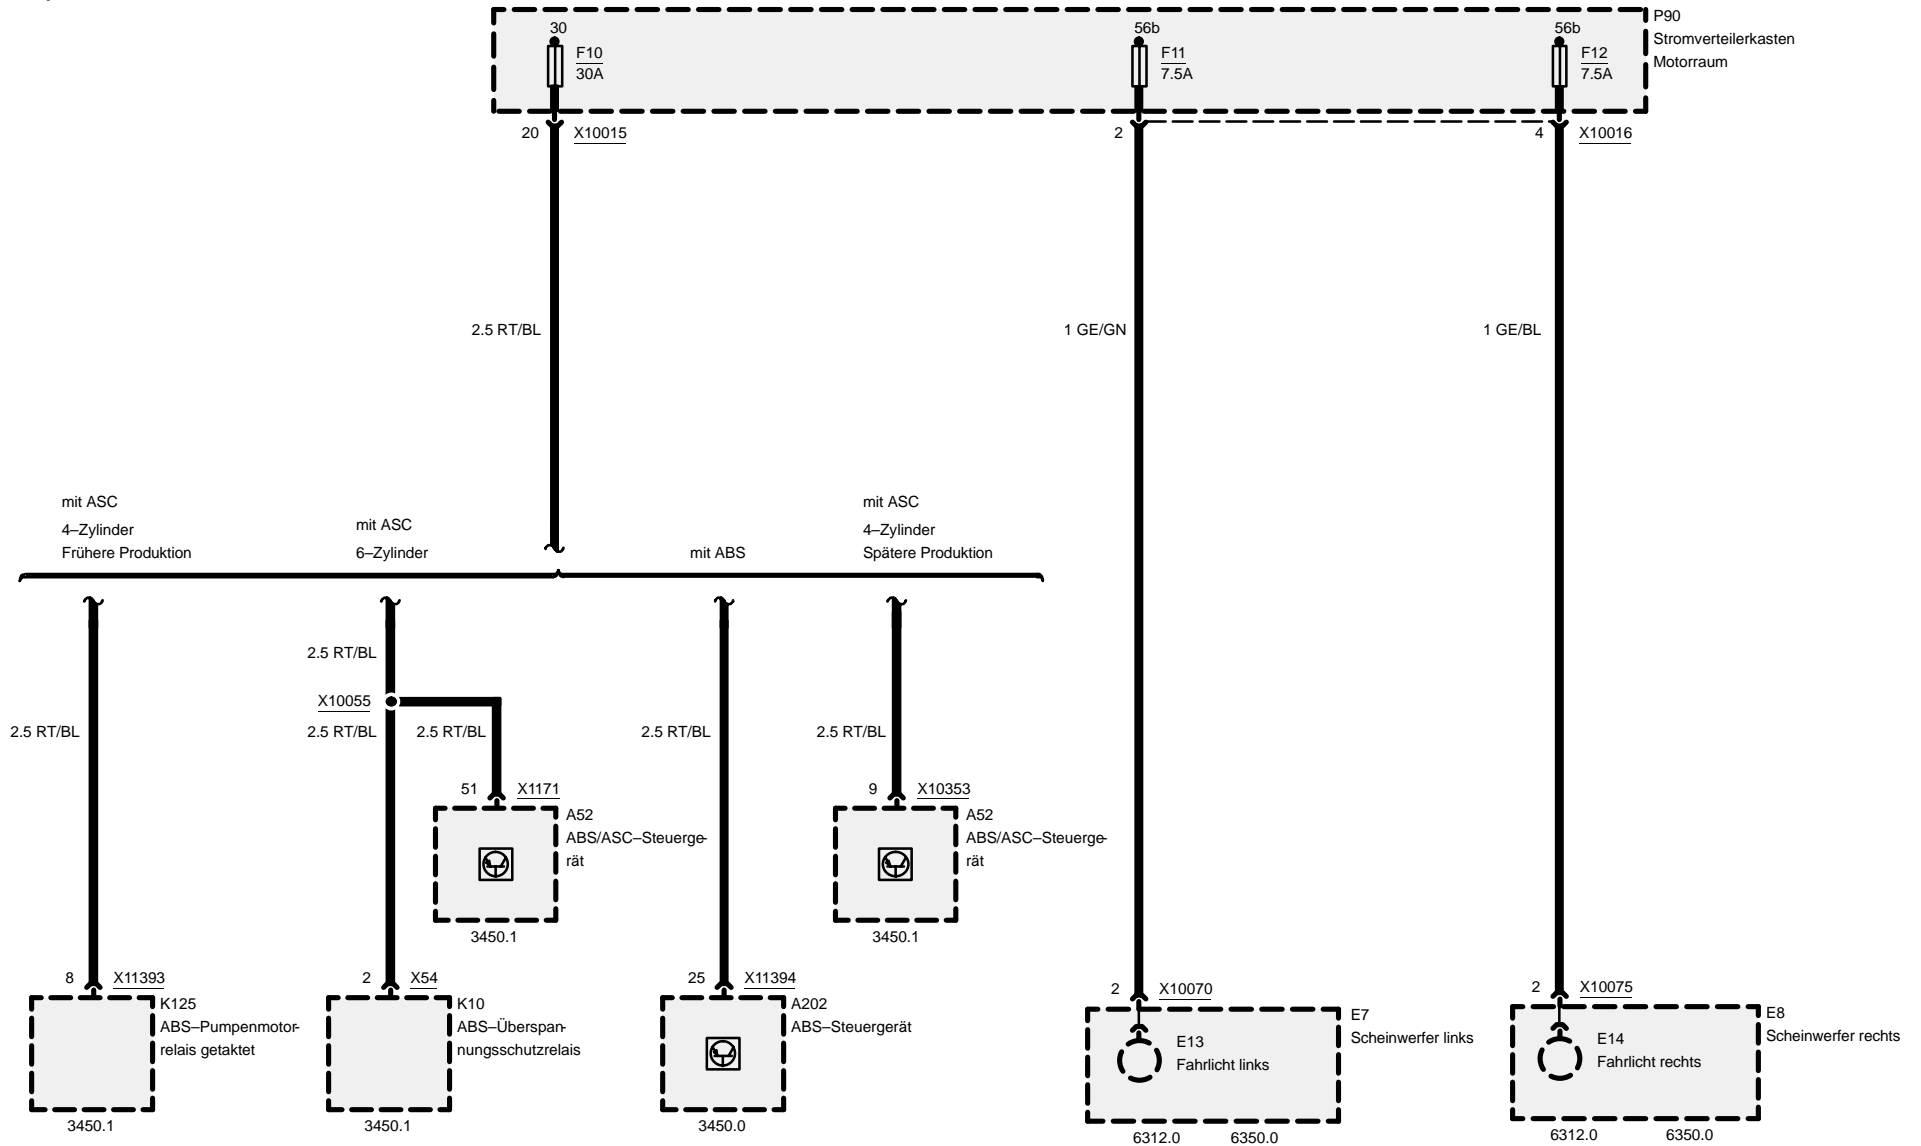 30
F10
30A
56b
F11
7.5A
56b
F12
7.5A
P90
Stromverteilerkasten
Motorraum
20
X10015
2
4
X10016
2.5 RT/BL
1 GE/GN
1 GE/BL
mit ASC
4–Zylinder
Frühere Produktion
mit ASC
6–Zylinder
mit ABS
mit ASC
4–Zylinder
Spätere Produktion
2.5 RT/BL
X10055
2.5 RT/BL
2.5 RT/BL
2.5 RT/BL
2.5 RT/BL
2.5 RT/BL
51
X1171
A52
ABS/ASC–Steuerge-
rät
3450.1
9
X10353
A52
ABS/ASC–Steuerge-
rät
3450.1
8
X11393
K125
ABS–Pumpenmotor-
relais getaktet
3450.1
2
X54
K10
ABS–Überspan-
nungsschutzrelais
3450.1
25
X11394
A202
ABS–Steuergerät
3450.0
2
X10070
E7
Scheinwerfer links
E13
Fahrlicht links
6312.0
6350.0
2
X10075
E8
Scheinwerfer rechts
E14
Fahrlicht rechts
6312.0
6350.0